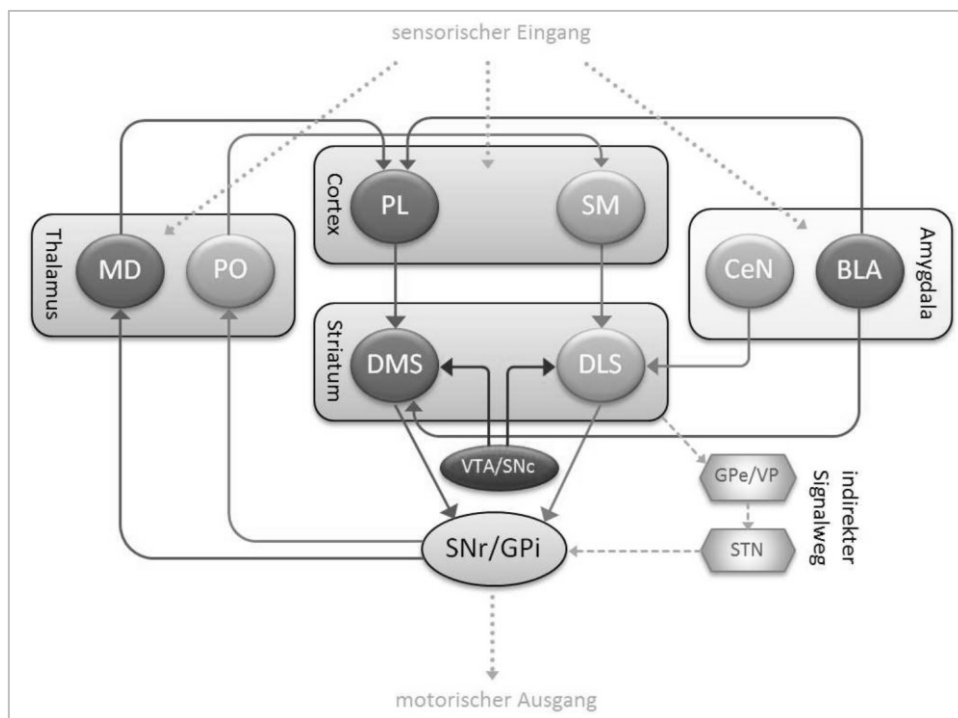 sensorischer Eingang
Cortex
PL
SM
Thalamus
MD
PO
CeN
BLA
Amygdala
Striatum
DMS
DLS
VTA/SNc
GPe/VP
STN
indirekter
Signalweg
SNr/GPi
motorischer Ausgang